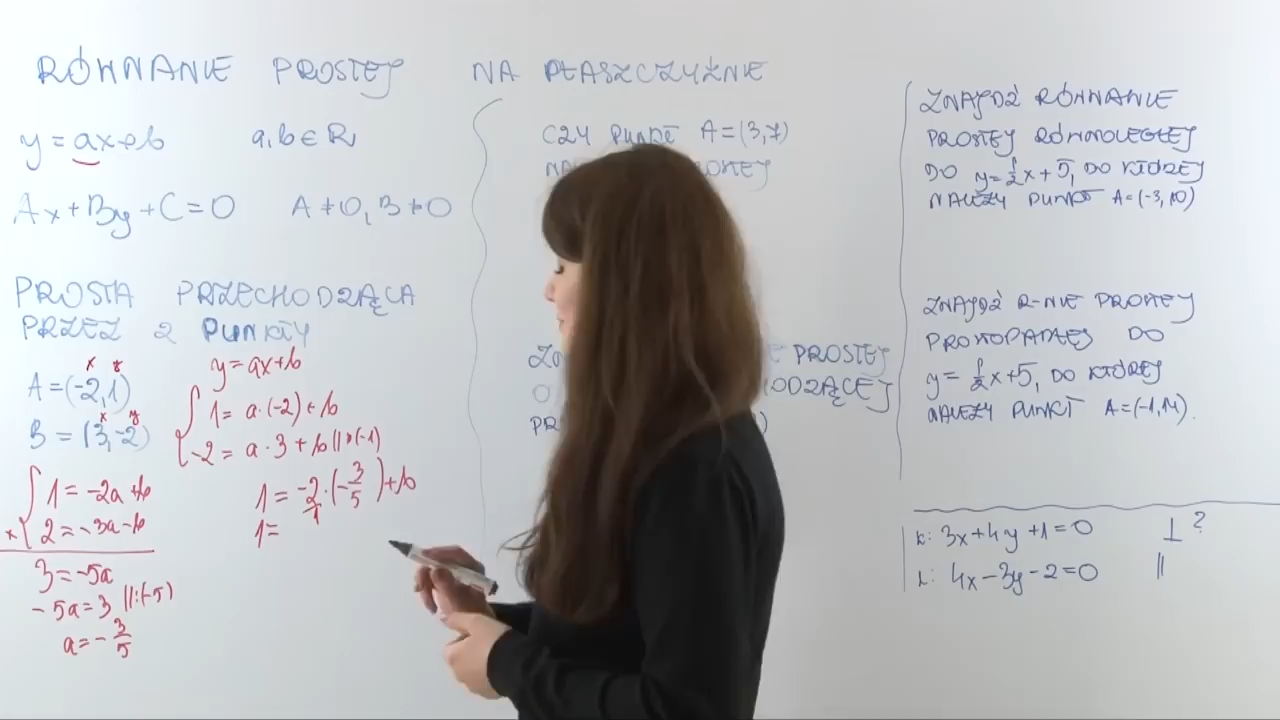 RÓWNANIE PROSTEJ NA PŁASZCZYŹNIE
y = ax+b a,b ∈ R
Ax+By+C=0 A≠0, B≠0
PROSTA PRZECHODZĄCA
PRZEZ 2 PUNKTY
x y
A=(-2,1)
x y
B=(3,-2)
1=-2a+b
+ 2=-3a-b
3=-5a
-5a=3 ||:(-5)
a=-3/5
y=ax+b
1=a·(-2)+b
-2=a·3+b ||·(-1)
1=-2/1·(-3/5)+b
1=
CZY PUNKT A=(3,7)
NA
PROSTEJ
ODZĄCEJ
PR )
ZNAJDŹ RÓWNANIE
PROSTEJ RÓWNOLEGŁEJ
DO y=1/2x+5, DO KTÓREJ
NALEŻY PUNKT A=(-3,10)
ZNAJDŹ R-NIE PROSTEJ
PROSTOPADŁEJ DO
y=1/2x+5, DO KTÓREJ
NALEŻY PUNKT A=(-1,14).
k: 3x+4y+1=0 ⊥ ?
l: 4x-3y-2=0 ||